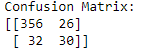 Confusion Matrix:
[[356  26]
 [ 32  30]]